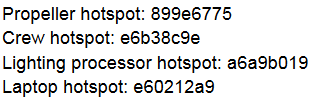 Propeller hotspot: 899e6775
Crew hotspot: e6b38c9e
Lighting processor hotspot: a6a9b019
Laptop hotspot: e60212a9